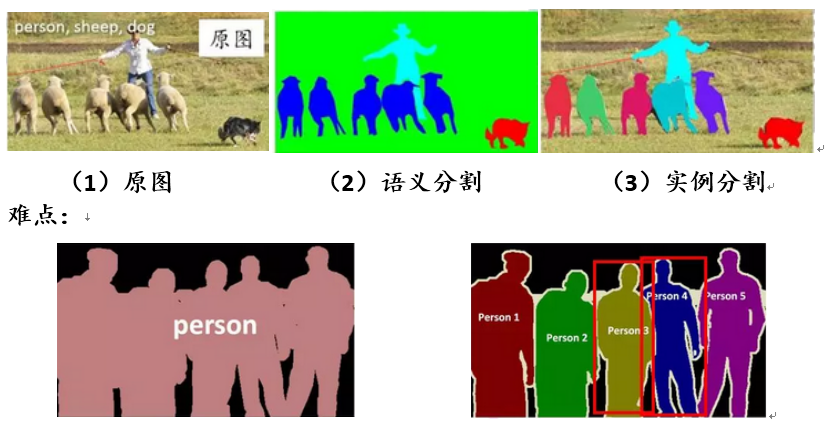 person, sheep, dog
原图
（1）原图
（2）语义分割
（3）实例分割
难点：
person
Person 1
Person 2
Person 3
Person 4
Person 5